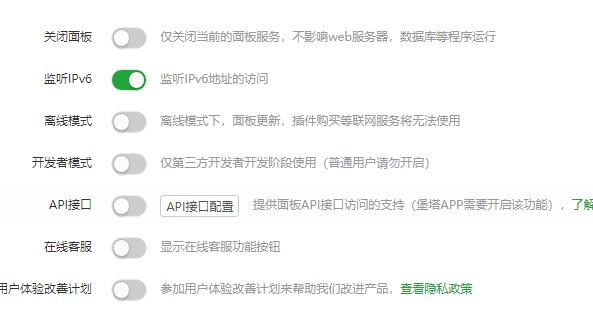 关闭面板 仅关闭当前的面板服务，不影响web服务器，数据库等程序运行
监听IPv6 监听IPv6地址的访问
离线模式 离线模式下，面板更新，插件购买等联网服务将无法使用
开发者模式 仅第三方开发者开发阶段使用（普通用户请勿开启）
API接口 API接口配置 提供面板API接口访问的支持（堡塔APP需要开启该功能），了解
在线客服 显示在线客服功能按钮
用户体验改善计划 参加用户体验改善计划来帮助我们改进产品，查看隐私政策